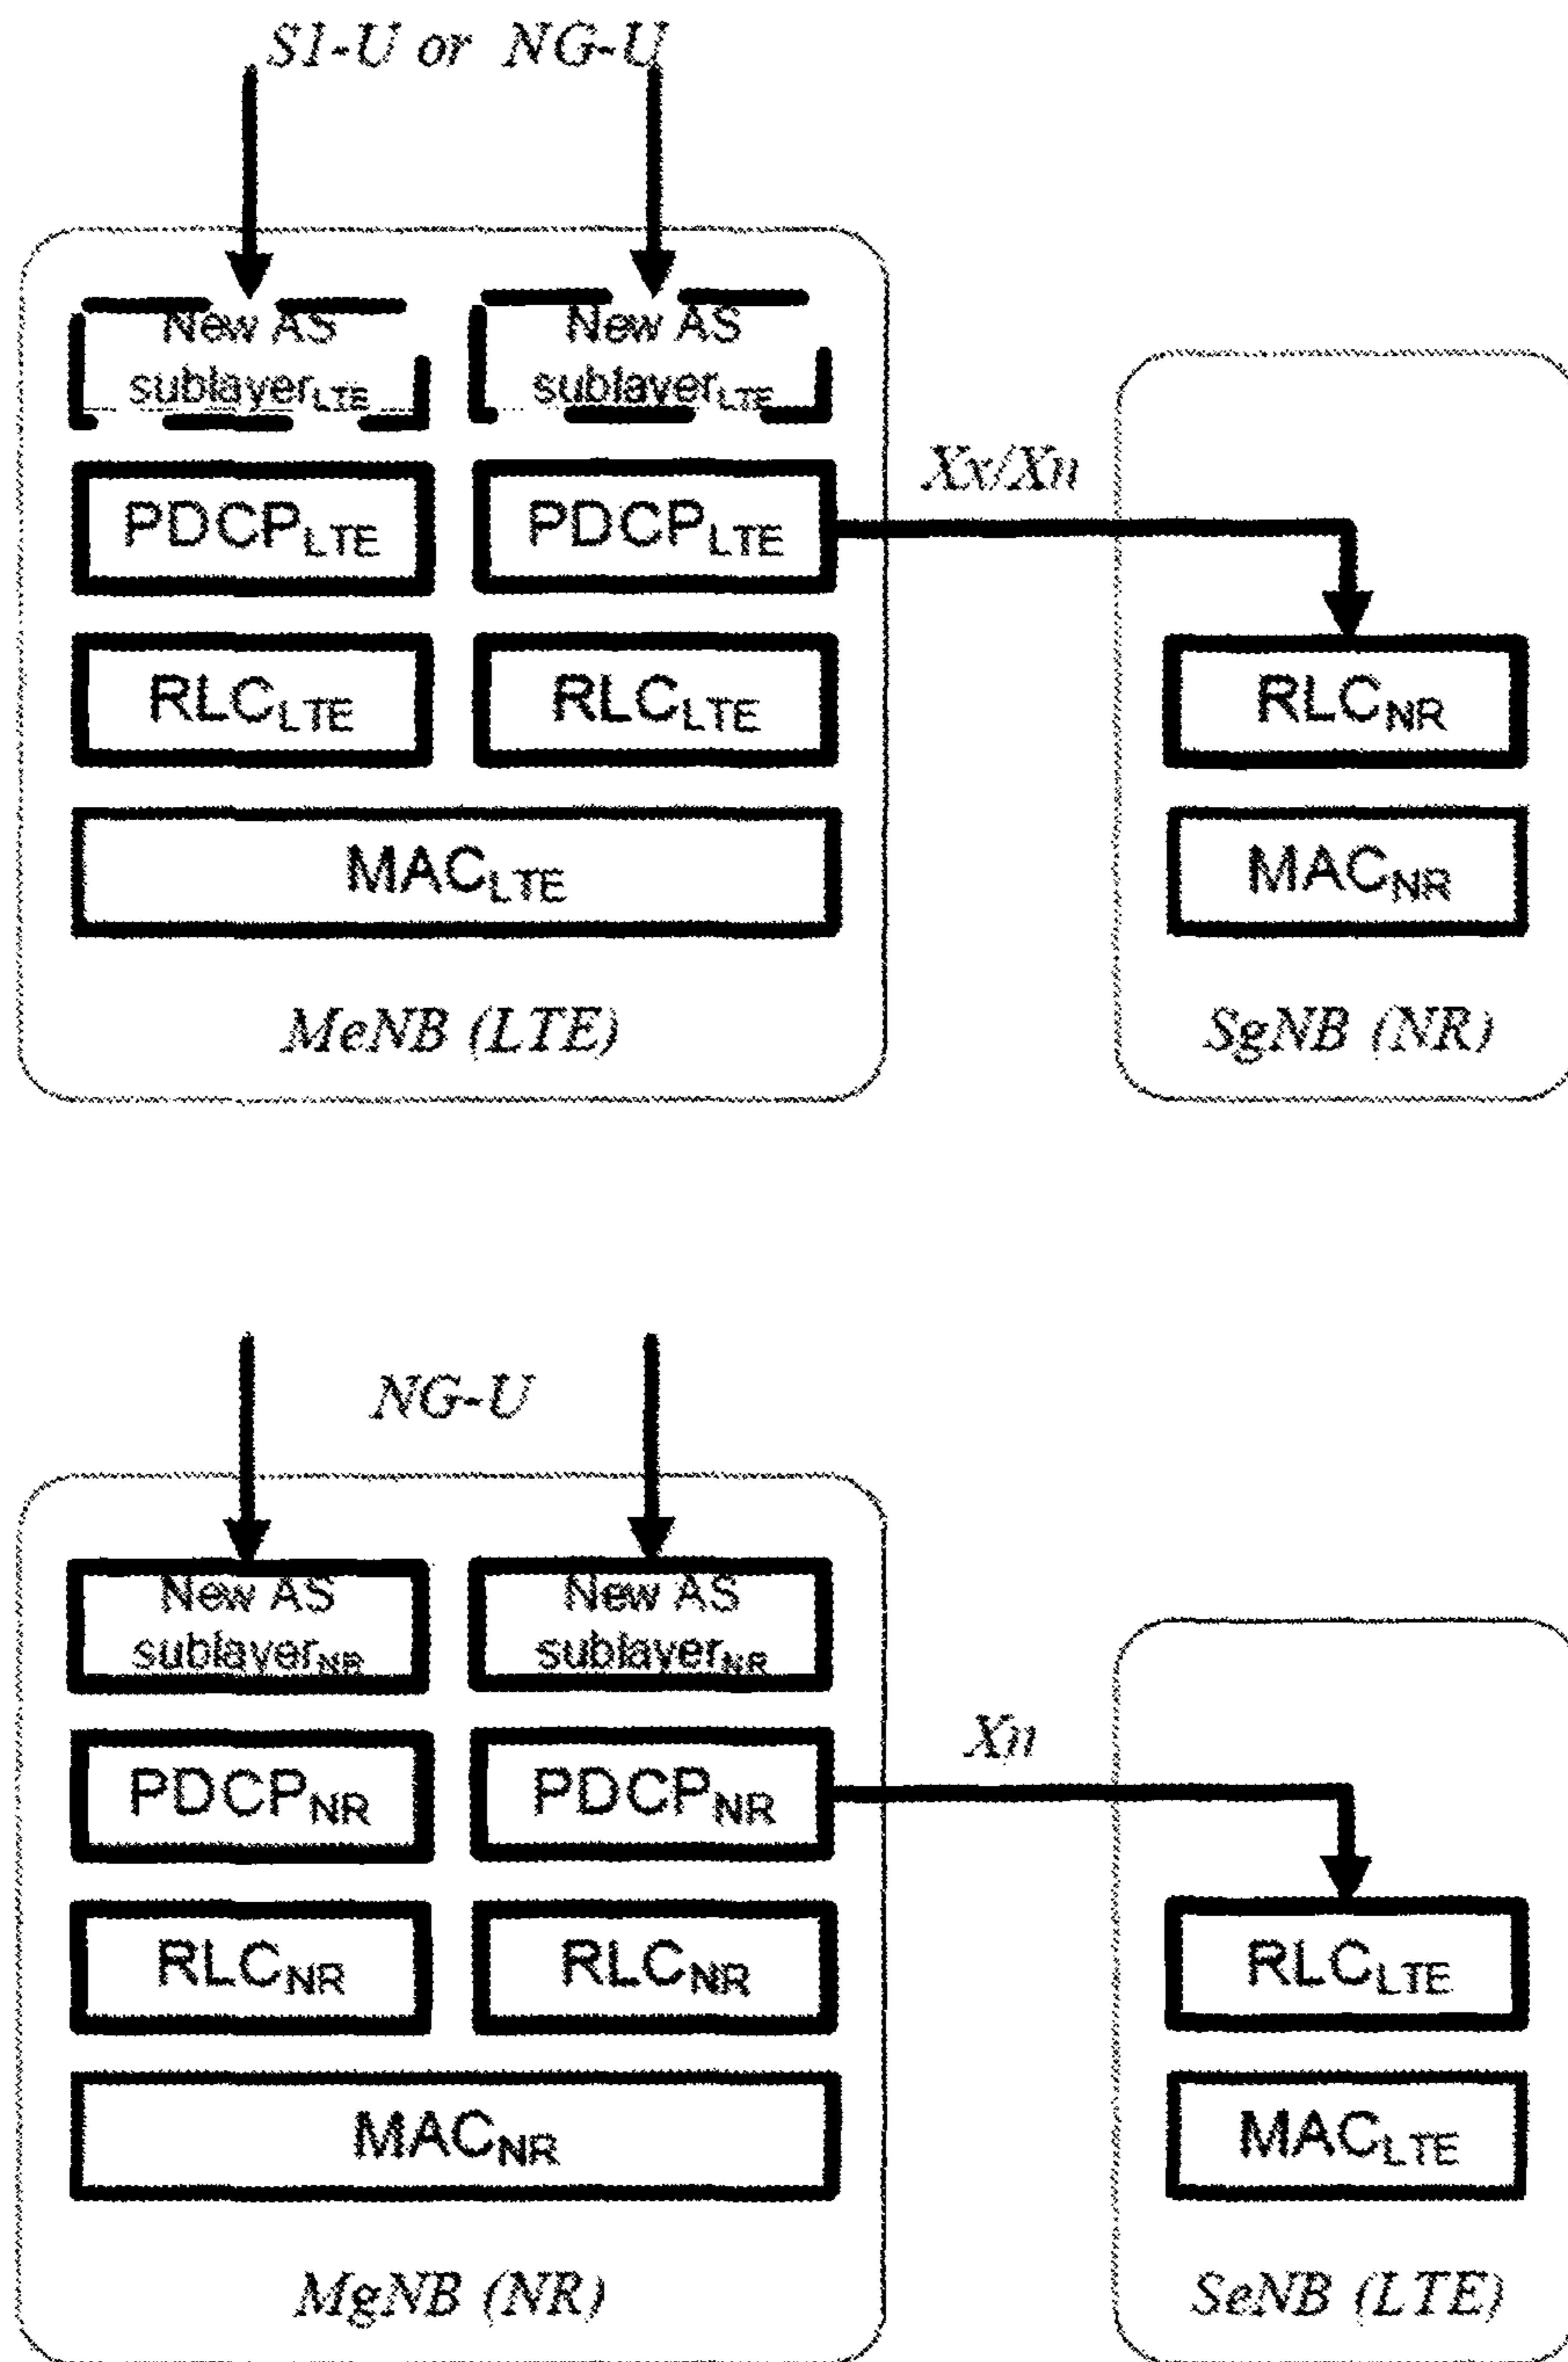 S1-U or NG-U
New AS New AS
sublayerLTE sublayerLTE
Xx/Xn
PDCPLTE PDCPLTE
RLCLTE RLCLTE RLCNR
MACLTE MACNR
MeNB (LTE) SgNB (NR)
NG-U
New AS New AS
sublayerNR sublayerNR
Xn
PDCPNR PDCPNR
RLCNR RLCNR RLCLTE
MACNR MACLTE
MgNB (NR) SeNB (LTE)